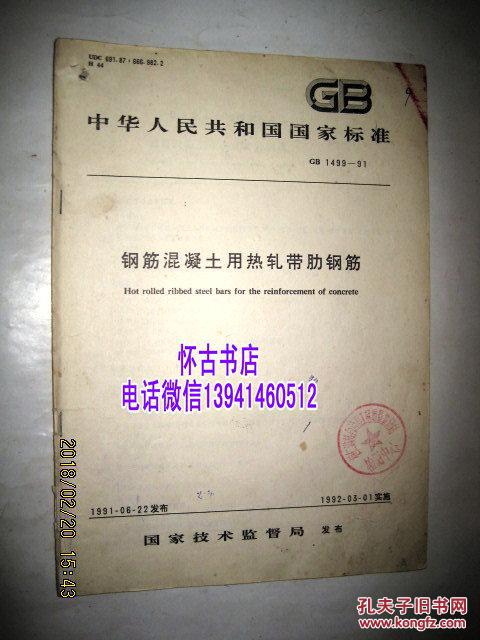 UDC 691.87:666.982.2
H 44
GB
中华人民共和国国家标准
GB 1499—91
钢筋混凝土用热轧带肋钢筋
Hot rolled ribbed steel bars for the reinforcement of concrete
怀古书店
电话微信13941460512
1991-06-22发布
1992-03-01实施
国家技术监督局 发布
2018/02/20 15:43
孔夫子旧书网
kongfz.com